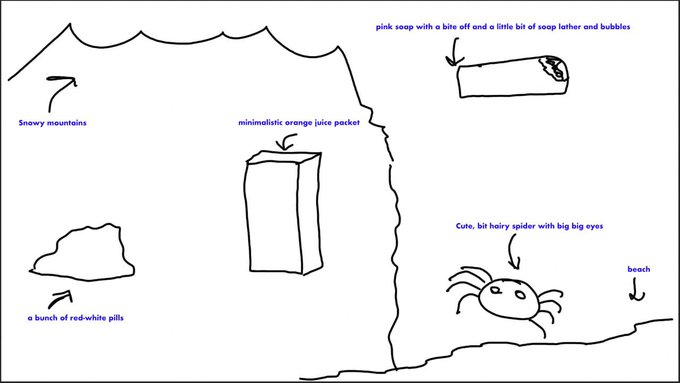 pink soap with a bite off and a little bit of soap lather and bubbles
Snowy mountains
minimalistic orange juice packet
Cute, bit hairy spider with big big eyes
beach
a bunch of red-white pills